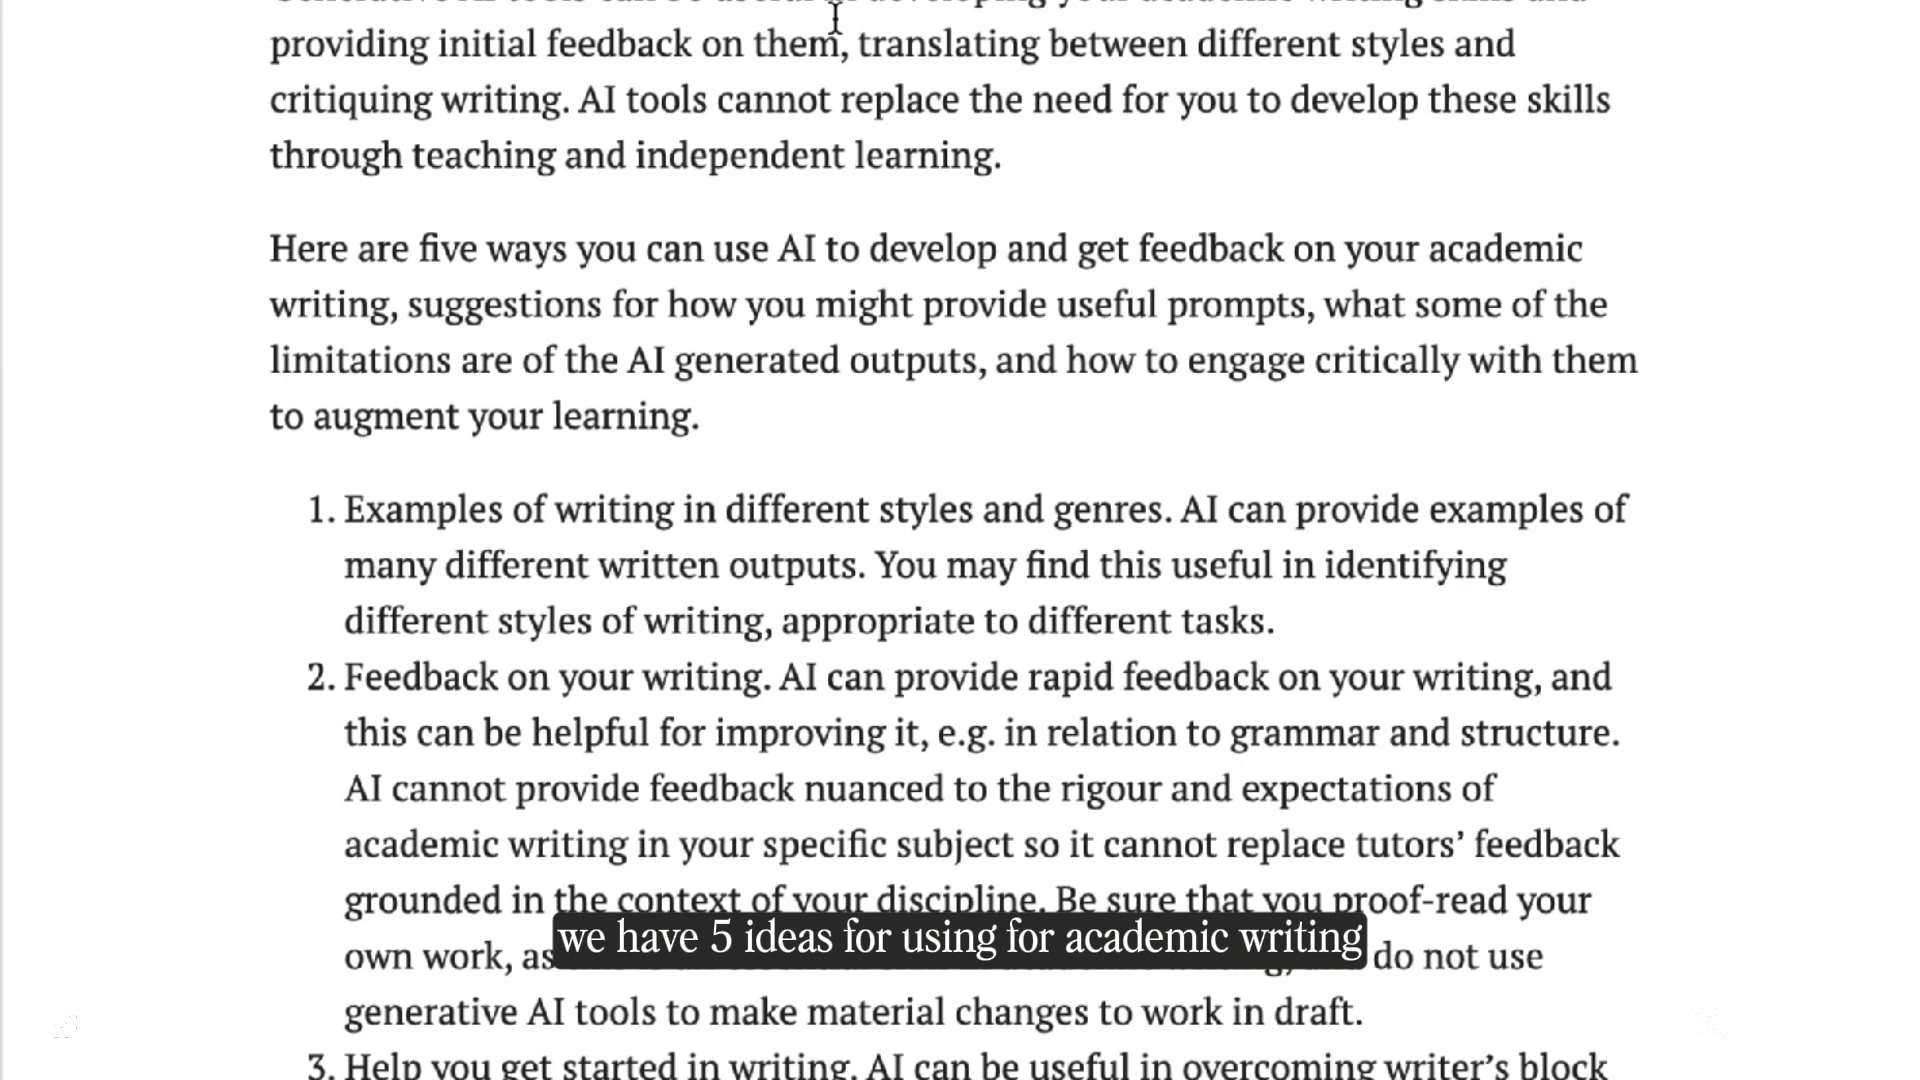 providing initial feedback on them, translating between different styles and
critiquing writing. AI tools cannot replace the need for you to develop these skills
through teaching and independent learning.
Here are five ways you can use AI to develop and get feedback on your academic
writing, suggestions for how you might provide useful prompts, what some of the
limitations are of the AI generated outputs, and how to engage critically with them
to augment your learning.
1. Examples of writing in different styles and genres. AI can provide examples of
many different written outputs. You may find this useful in identifying
different styles of writing, appropriate to different tasks.
2. Feedback on your writing. AI can provide rapid feedback on your writing, and
this can be helpful for improving it, e.g. in relation to grammar and structure.
AI cannot provide feedback nuanced to the rigour and expectations of
academic writing in your specific subject so it cannot replace tutors’ feedback
grounded in the context of your discipline. Be sure that you proof-read your
own work, as do not use
we have 5 ideas for using for academic writing
generative AI tools to make material changes to work in draft.
3. Help you get started in writing. AI can be useful in overcoming writer’s block